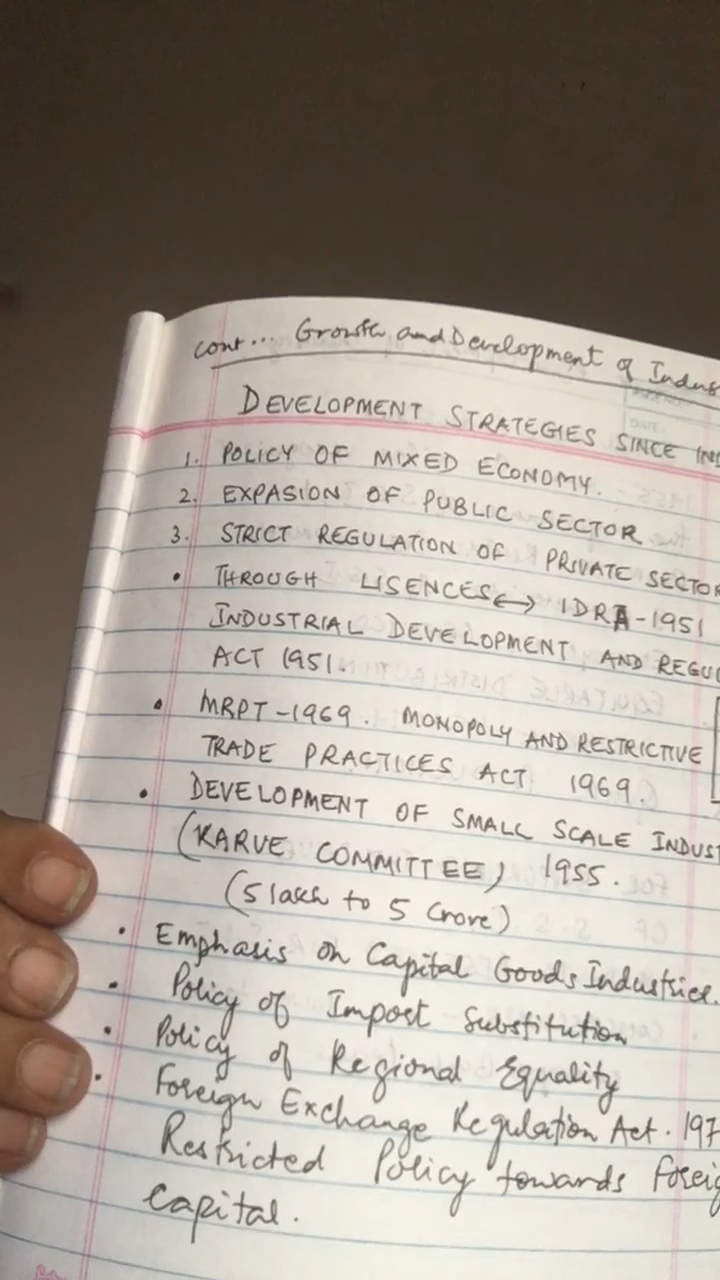 cont... Growth and Development of Indus
DEVELOPMENT STRATEGIES SINCE
1. POLICY OF MIXED ECONOMY.
2. EXPASION OF PUBLIC SECTOR
3. STRICT REGULATION OF PRIVATE SECTOR
• THROUGH LISENCES ↔ IDRA-1951
INDUSTRIAL DEVELOPMENT AND REGU
ACT 1951.
• MRPT-1969. MONOPOLY AND RESTRICTIVE
TRADE PRACTICES ACT 1969.
• DEVELOPMENT OF SMALL SCALE INDUST
(KARVE COMMITTEE) 1955.
(5 lakh to 5 Crore)
• Emphasis on Capital Goods Industries.
• Policy of Import Substitution
• Policy of Regional Equality
• Foreign Exchange Regulation Act. 197
Restricted Policy towards foreig
capital.